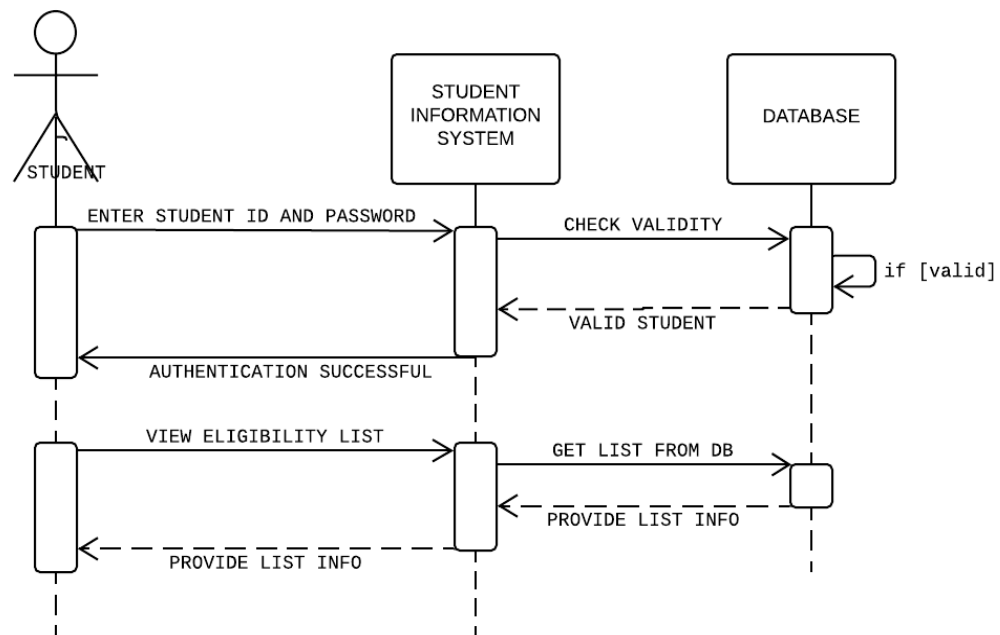 STUDENT
INFORMATION
SYSTEM
DATABASE
STUDENT
ENTER STUDENT ID AND PASSWORD
CHECK VALIDITY
if [valid]
VALID STUDENT
AUTHENTICATION SUCCESSFUL
VIEW ELIGIBILITY LIST
GET LIST FROM DB
PROVIDE LIST INFO
PROVIDE LIST INFO